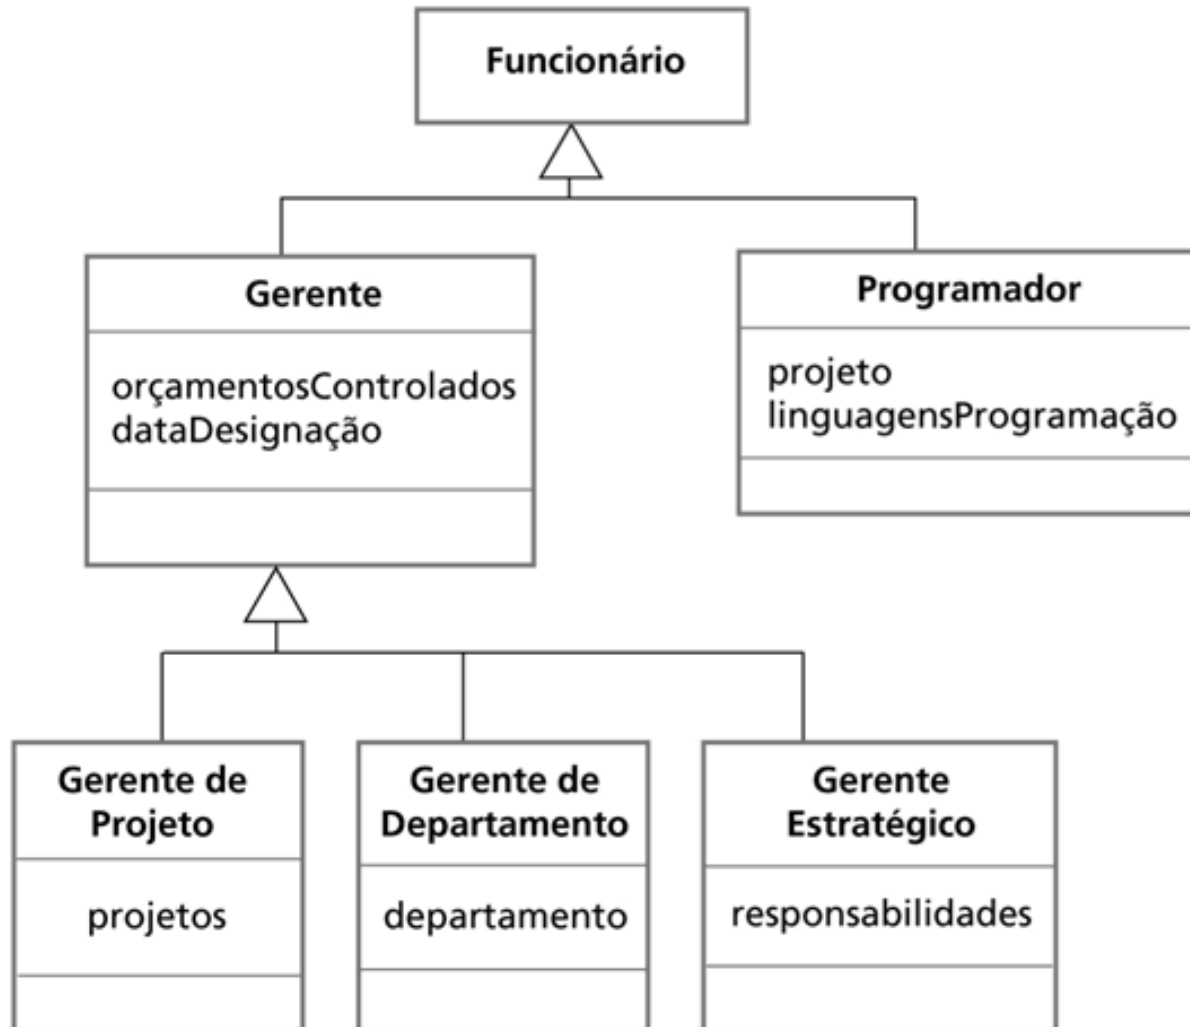 Funcionário
Gerente
orçamentosControlados
dataDesignação
Programador
projeto
linguagensProgramação
Gerente de
Projeto
projetos
Gerente de
Departamento
departamento
Gerente
Estratégico
responsabilidades